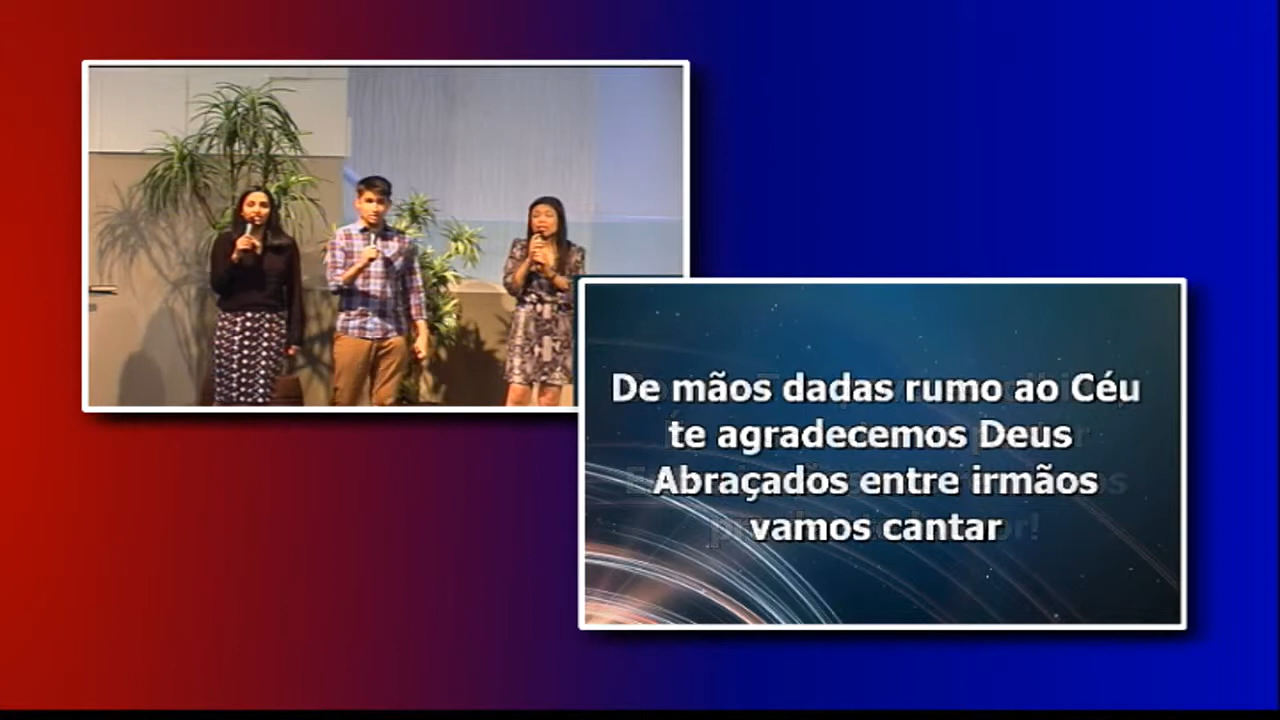 De mãos dadas rumo ao Céu
te agradecemos Deus
Abraçados entre irmãos
vamos cantar